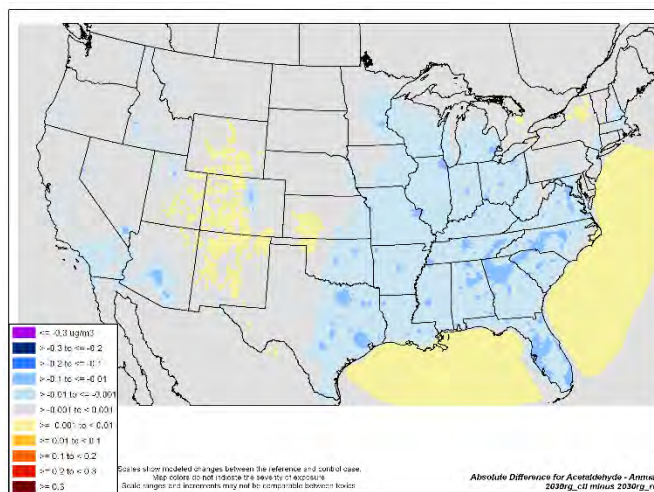 <= -0.3 ug/m3
> -0.3 to <= -0.2
> -0.2 to <= -0.1
> -0.1 to <= -0.01
> -0.01 to <= -0.001
> -0.001 to < 0.001
>= 0.001 to < 0.01
>= 0.01 to < 0.1
>= 0.1 to < 0.2
>= 0.2 to < 0.3
>= 0.3
Scales show modeled changes between the reference and control case.
Map colors do not indicate the severity of exposure
Scale ranges and increments may not be comparable between toxics
Absolute Difference for Acetaldehyde - Annual
minus